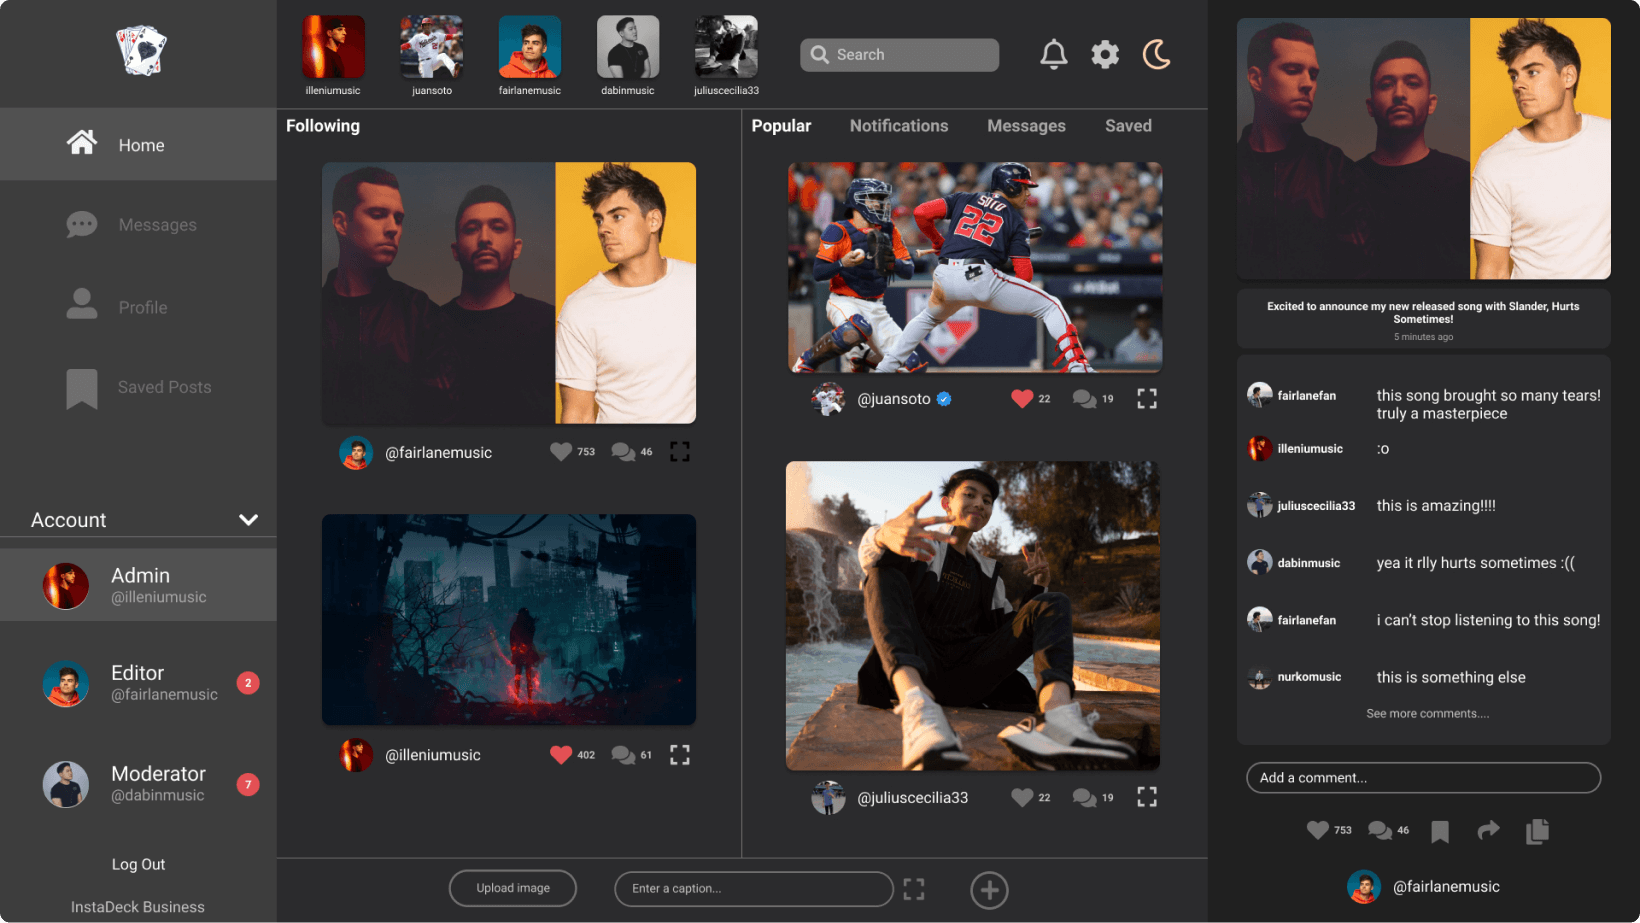 illeniumusic
juansoto
fairlanemusic
dabinmusic
juliuscecilia33
Search
Home
Messages
Profile
Saved Posts
Account
Admin
@illeniumusic
Editor
@fairlanemusic
2
Moderator
@dabinmusic
7
Log Out
InstaDeck Business
Following
@fairlanemusic
753
46
@illeniumusic
402
61
Popular
Notifications
Messages
Saved
SOTO
22
@juansoto
22
19
@juliuscecilia33
22
19
Upload image
Enter a caption...
Excited to announce my new released song with Slander, Hurts
Sometimes!
5 minutes ago
fairlanefan
this song brought so many tears!
truly a masterpiece
illeniumusic
:o
juliuscecilia33
this is amazing!!!!
dabinmusic
yea it rlly hurts sometimes :((
fairlanefan
i can't stop listening to this song!
nurkomusic
this is something else
See more comments....
Add a comment...
753
46
@fairlanemusic